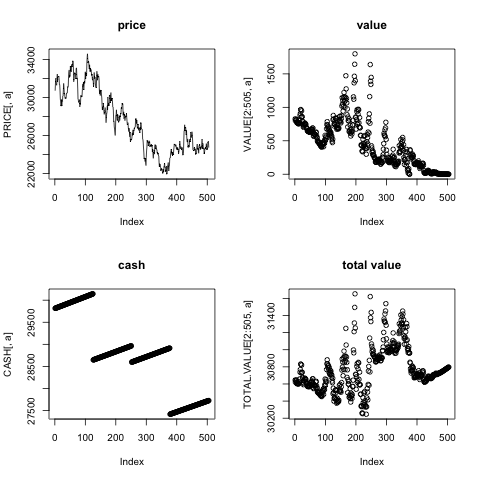 price
PRICE[, a]
22000 26000 30000 34000
0 100 200 300 400 500
Index
value
VALUE[2:505, a]
0 500 1000 1500
0 100 200 300 400 500
Index
cash
CASH[, a]
27500 28500 29500
0 100 200 300 400 500
Index
total value
TOTAL.VALUE[2:505, a]
30200 30800 31400
0 100 200 300 400 500
Index